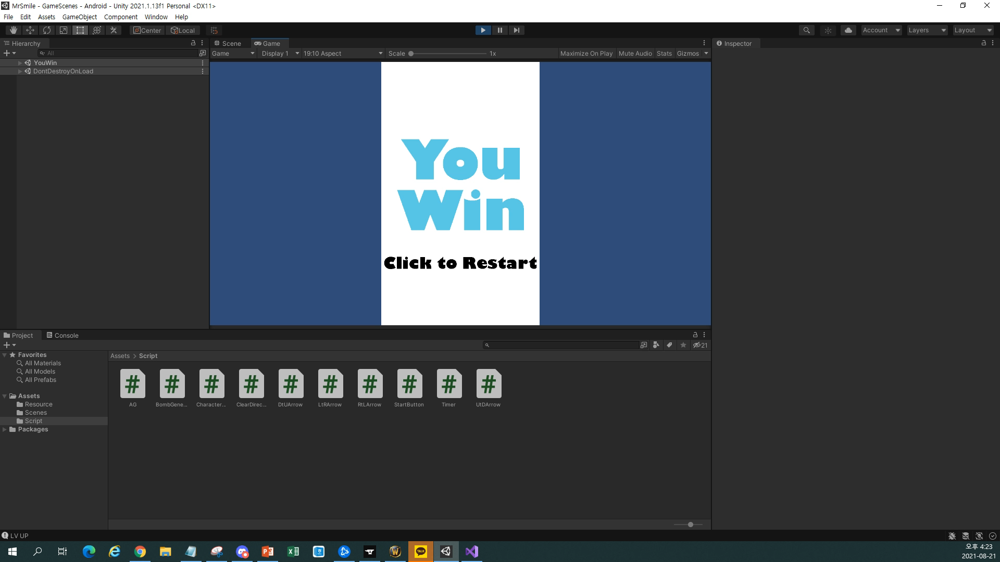 MrSmile - GameScenes - Android - Unity 2021.1.13f1 Personal <DX11>
File Edit Assets GameObject Component Window Help
Center Local Account Layers Layout
Hierarchy
All
YouWin
DontDestroyOnLoad
Scene Game
Game Display 1 19:10 Aspect Scale 1x Maximize On Play Mute Audio Stats Gizmos
You
Win
Click to Restart
Inspector
Project Console
21
Favorites
All Materials
All Models
All Prefabs
Assets
Resource
Scenes
Script
Packages
Assets > Script
# # # # # # # # # #
AG BombGene... Character... ClearDirec... DtUArrow LtRArrow RtLArrow StartButton Timer UtDArrow
LV UP
TALK
오후 4:23
2021-08-21